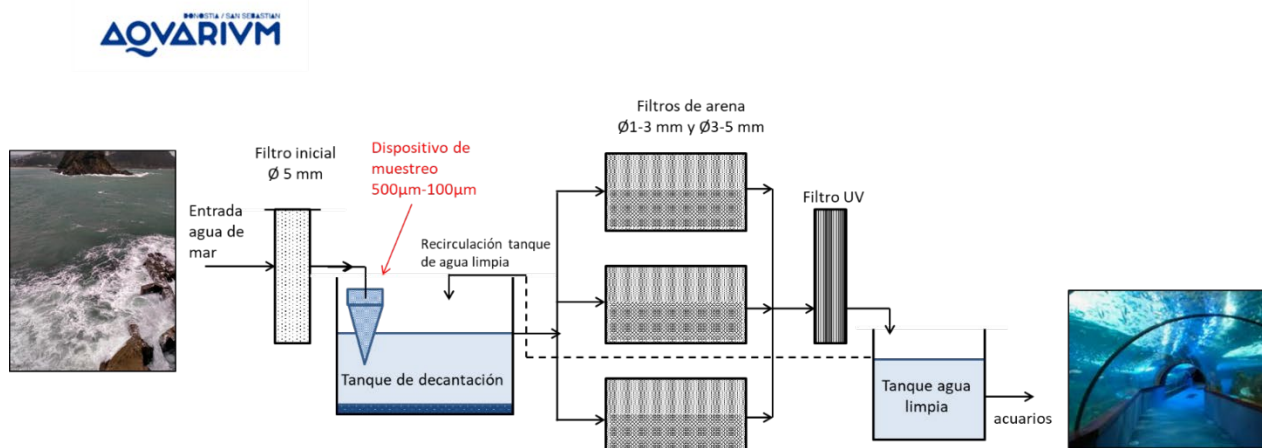 DONOSTIA / SAN SEBASTIAN
AQVARIVM
Filtros de arena
Ø1-3 mm y Ø3-5 mm
Filtro inicial
Ø 5 mm
Dispositivo de
muestreo
500µm-100µm
Filtro UV
Entrada
agua de
mar
Recirculación tanque
de agua limpia
Tanque de decantación
Tanque agua
limpia
acuarios